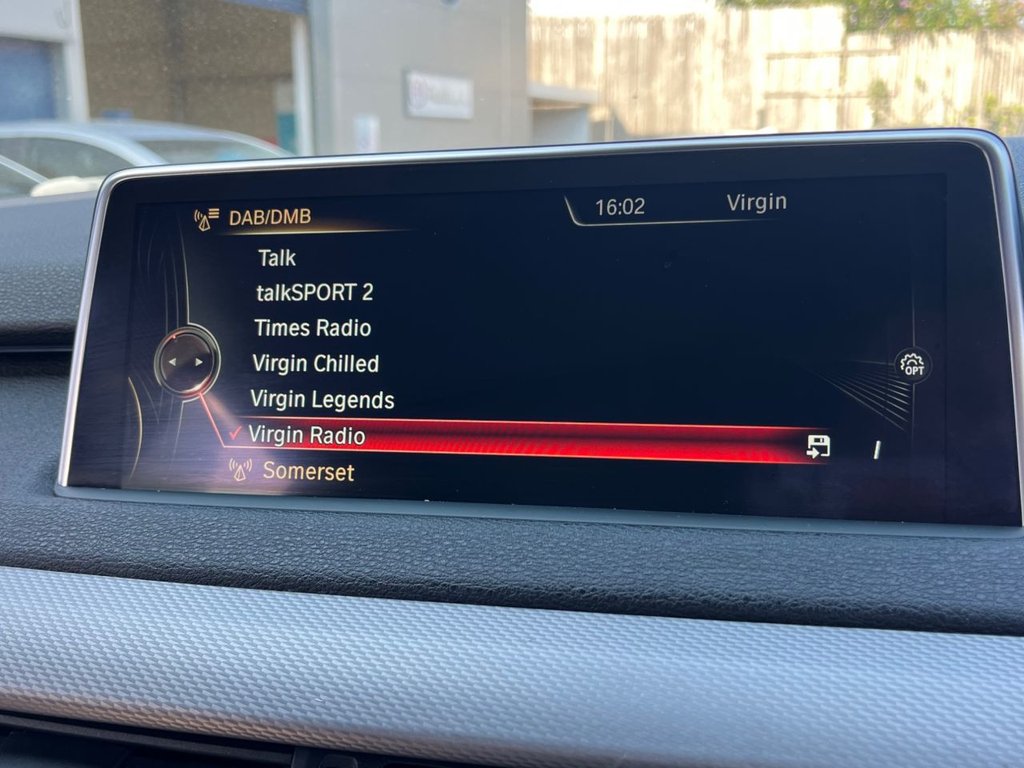 DAB/DMB
16:02
Virgin
Talk
talkSPORT 2
Times Radio
Virgin Chilled
Virgin Legends
Virgin Radio
OPT
Somerset